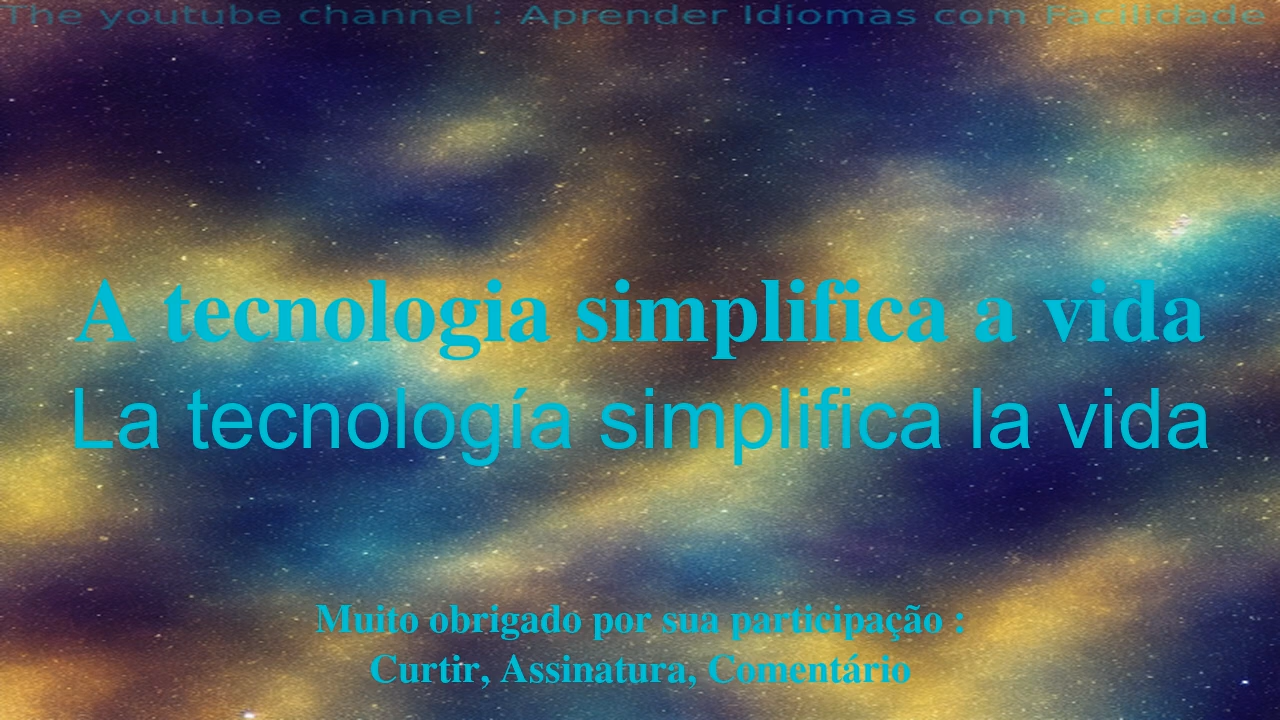 The youtube channel : Aprender Idiomas com Facilidade
A tecnologia simplifica a vida
La tecnología simplifica la vida
Muito obrigado por sua participação :
Curtir, Assinatura, Comentário